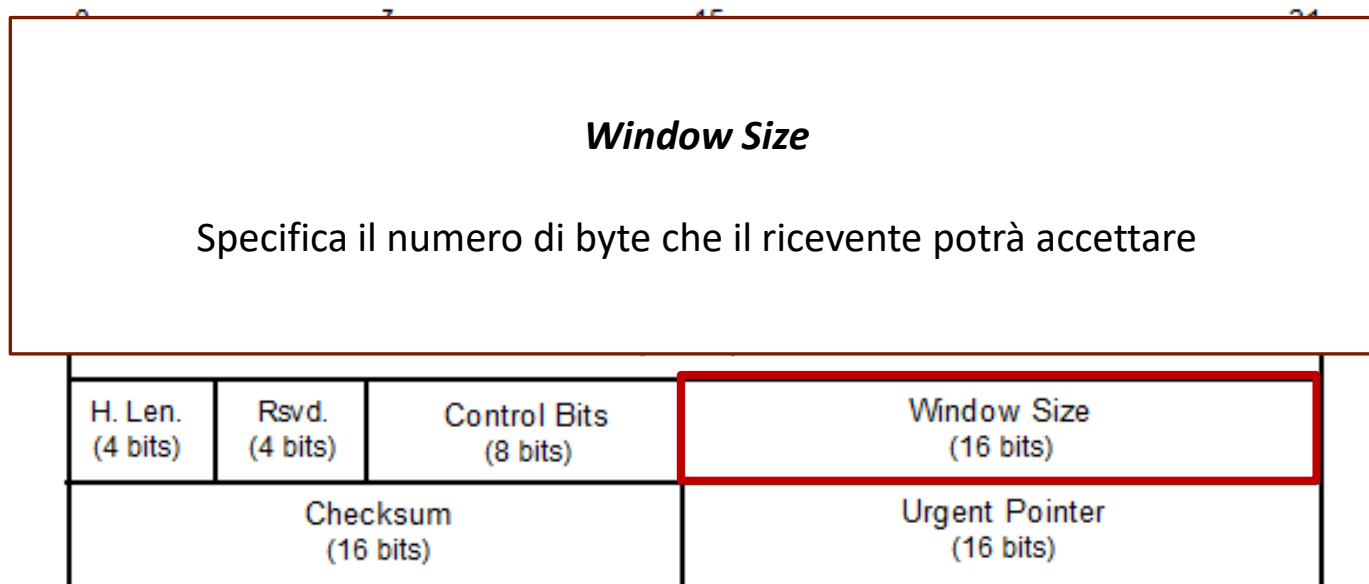 Window Size
Specifica il numero di byte che il ricevente potrà accettare
H. Len. Rsvd. Control Bits Window Size
(4 bits) (4 bits) (8 bits) (16 bits)
Checksum Urgent Pointer
(16 bits) (16 bits)